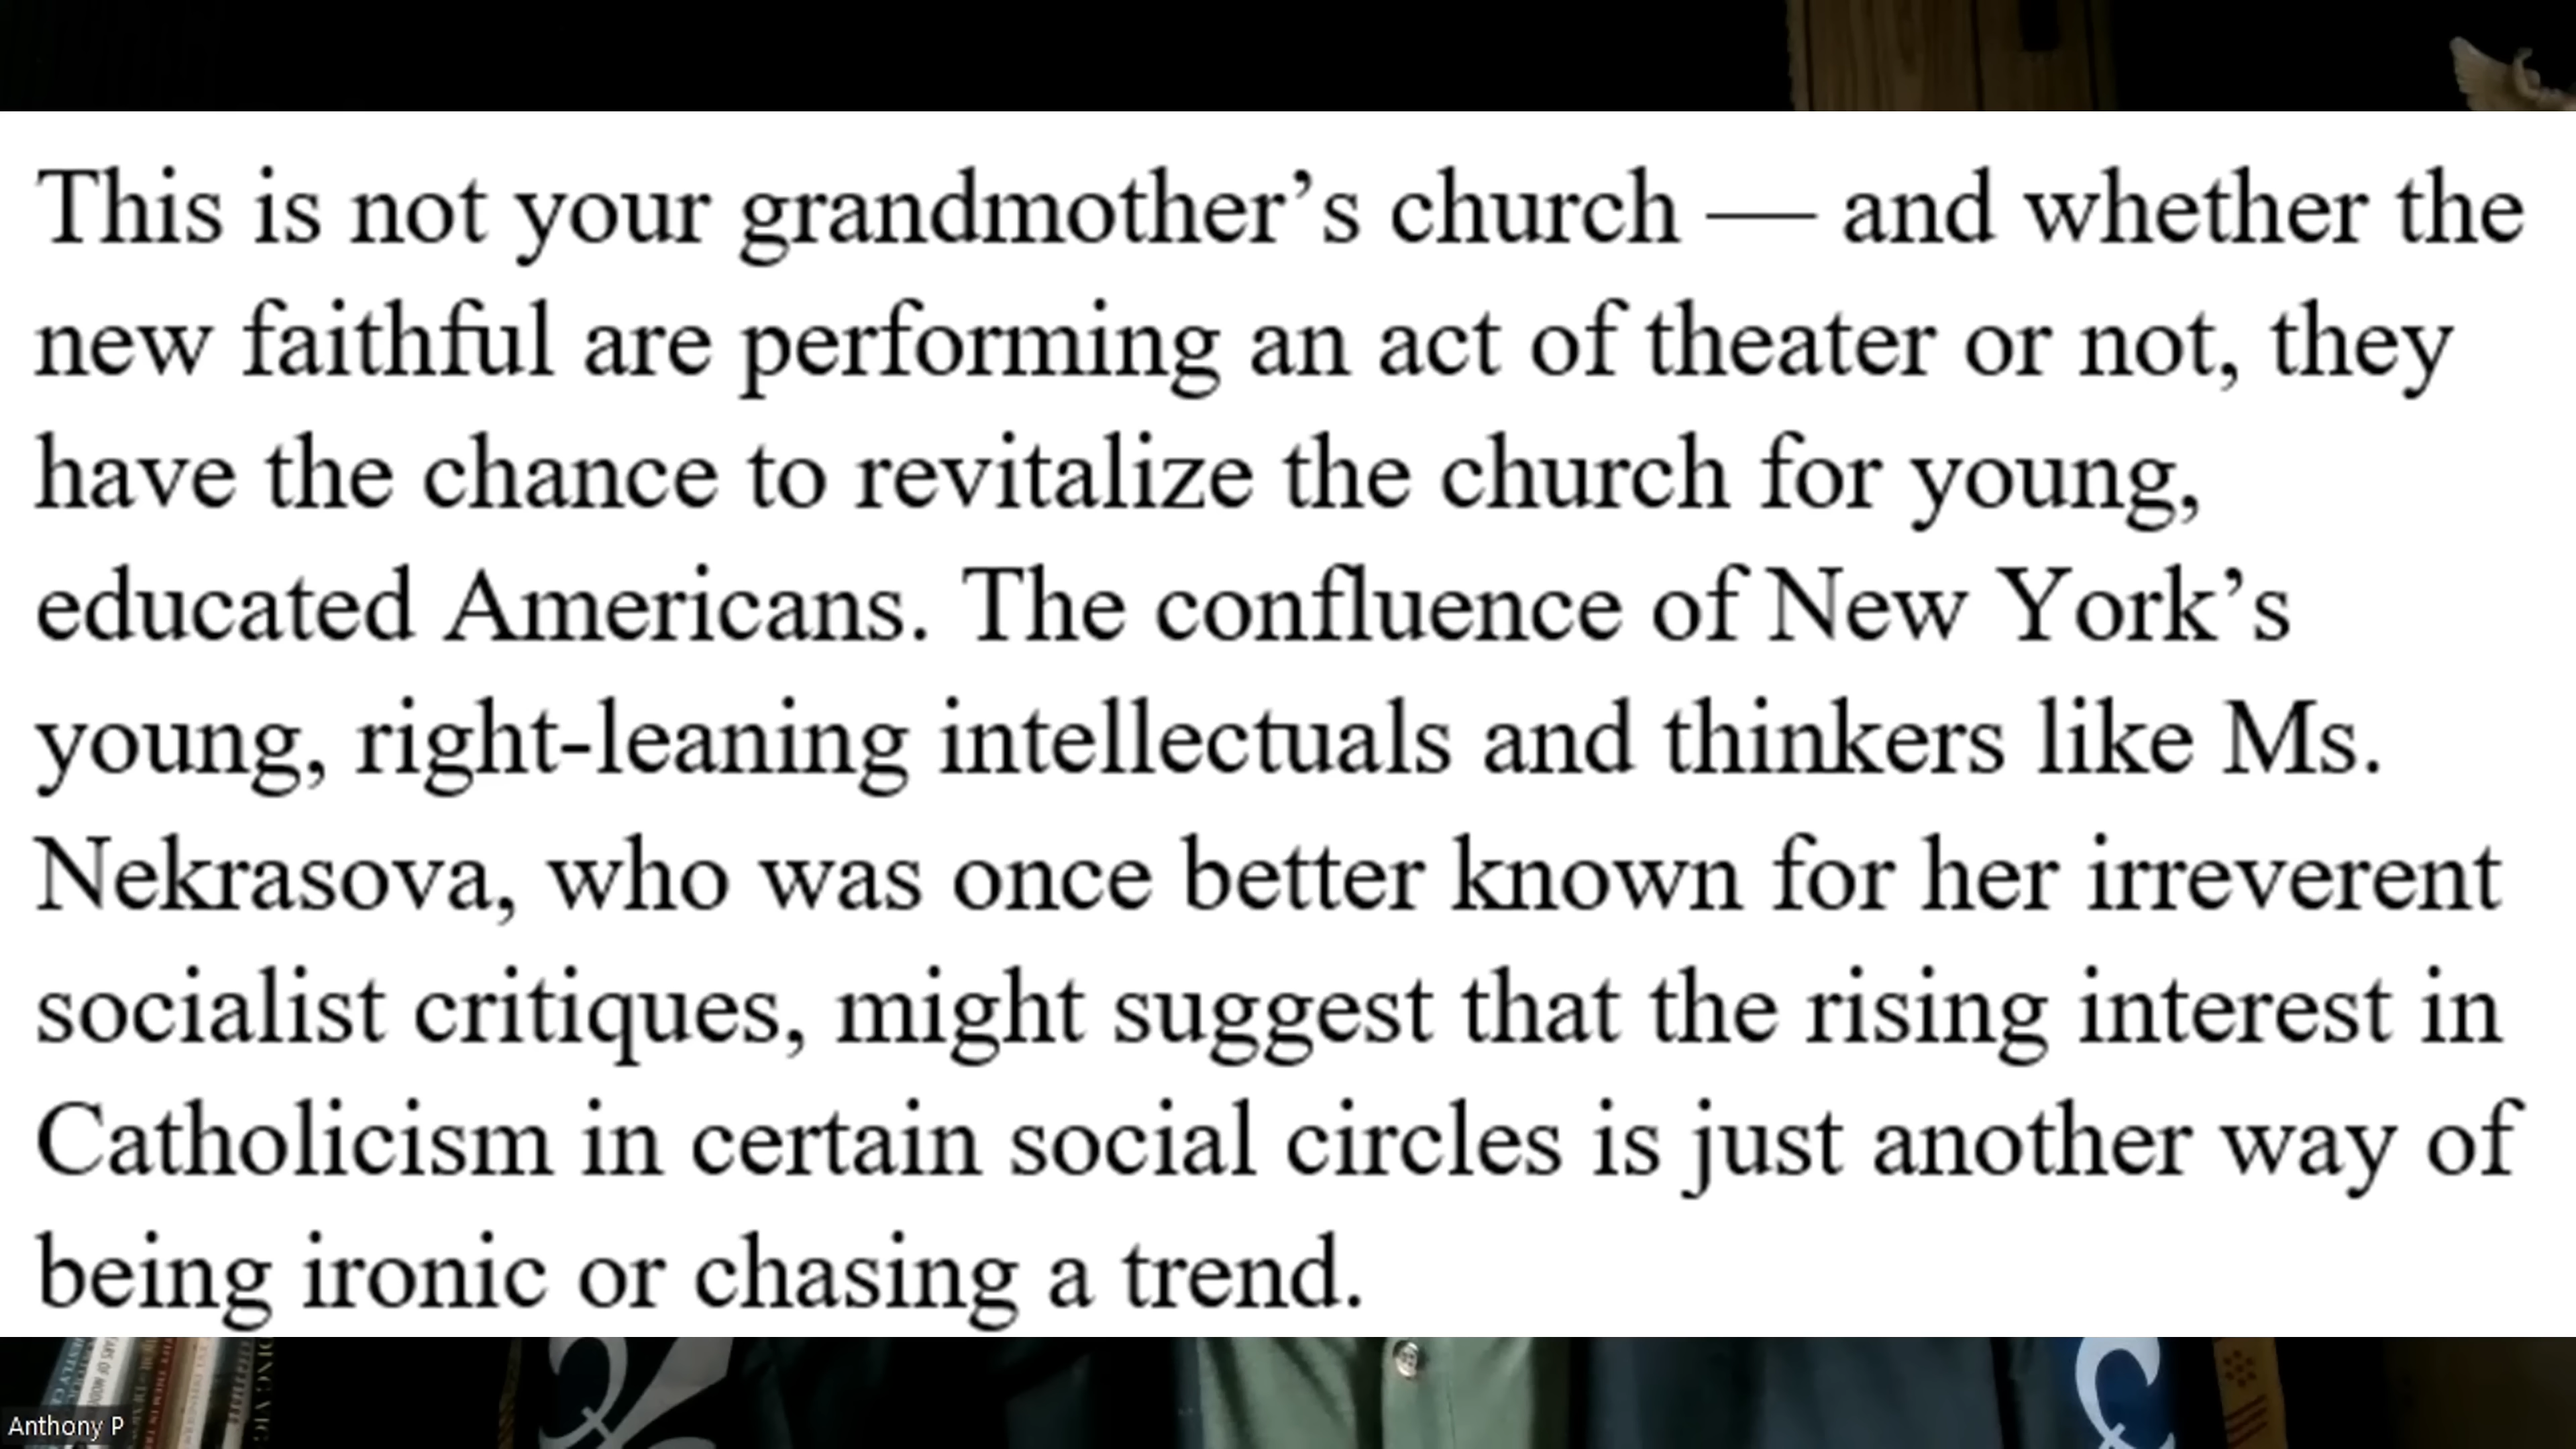 This is not your grandmother’s church — and whether the
new faithful are performing an act of theater or not, they
have the chance to revitalize the church for young,
educated Americans. The confluence of New York’s
young, right-leaning intellectuals and thinkers like Ms.
Nekrasova, who was once better known for her irreverent
socialist critiques, might suggest that the rising interest in
Catholicism in certain social circles is just another way of
being ironic or chasing a trend.
Anthony P